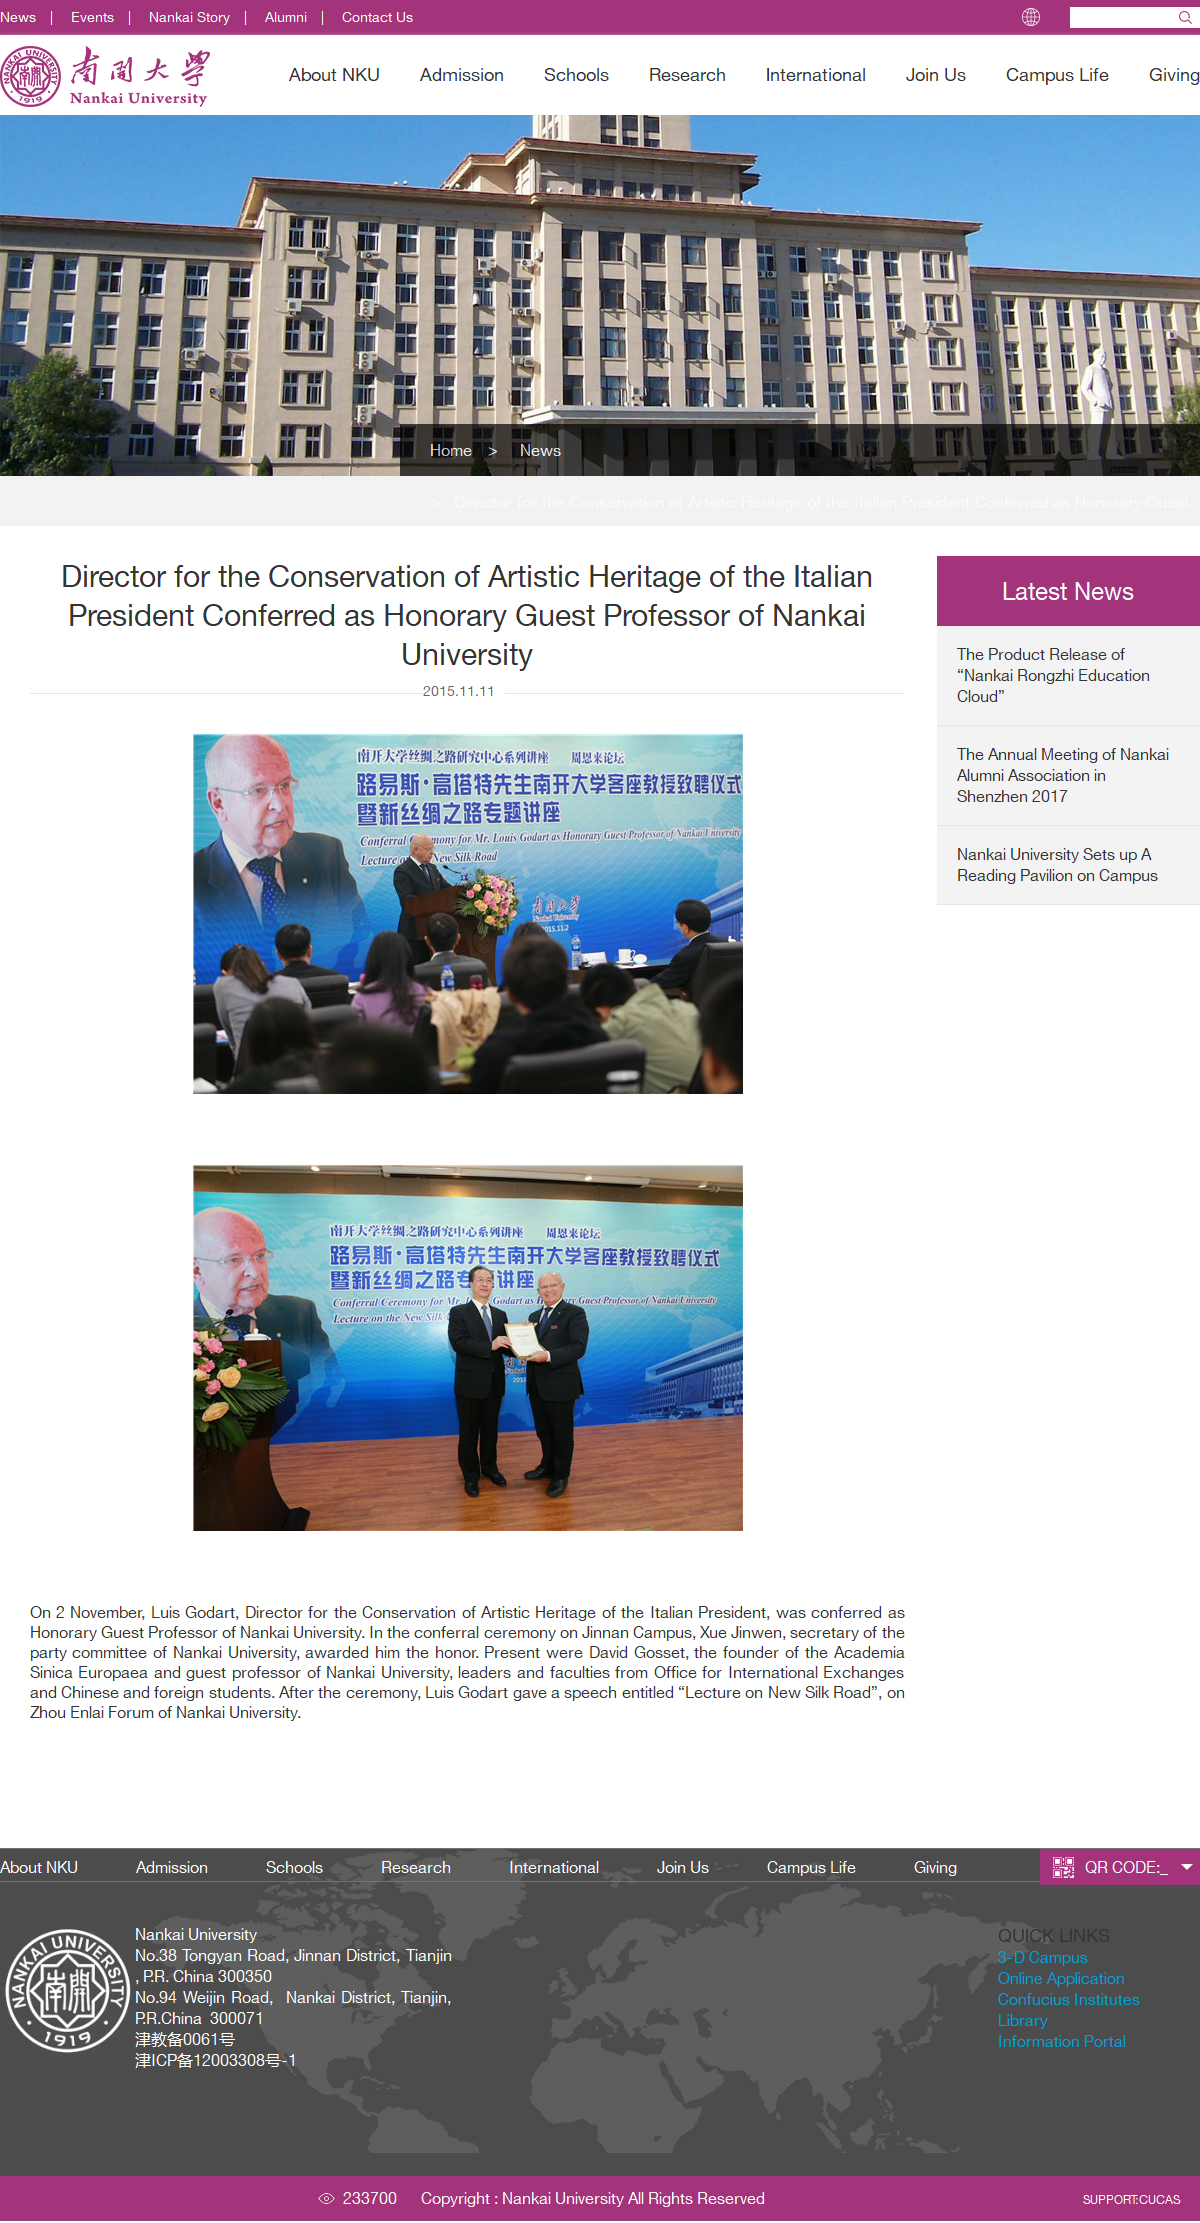 News | Events | Nankai Story | Alumni | Contact Us
NANKAI UNIVERSITY
1919
南開大學
Nankai University
About NKU Admission Schools Research International Join Us Campus Life Giving
Home > News
> Director for the Conservation of Artistic Heritage of the Italian President Conferred as Honorary Guest
Director for the Conservation of Artistic Heritage of the Italian
President Conferred as Honorary Guest Professor of Nankai
University
2015.11.11
南开大学丝绸之路研究中心系列讲座 周恩来论坛
路易斯·高塔特先生南开大学客座教授致聘仪式
暨新丝绸之路专题讲座
Conferral Ceremony for Mr. Louis Godart as Honorary Guest Professor of Nankai University
Lecture on New Silk Road
南開大學
Nankai University
2015.11.2
南开大学丝绸之路研究中心系列讲座 周恩来论坛
路易斯·高塔特先生南开大学客座教授致聘仪式
暨新丝绸之路专题讲座
Conferral Ceremony for Mr. Louis Godart as Honorary Guest Professor of Nankai University
Lecture on the New Silk
On 2 November, Luis Godart, Director for the Conservation of Artistic Heritage of the Italian President, was conferred as
Honorary Guest Professor of Nankai University. In the conferral ceremony on Jinnan Campus, Xue Jinwen, secretary of the
party committee of Nankai University, awarded him the honor. Present were David Gosset, the founder of the Academia
Sinica Europaea and guest professor of Nankai University, leaders and faculties from Office for International Exchanges
and Chinese and foreign students. After the ceremony, Luis Godart gave a speech entitled “Lecture on New Silk Road”, on
Zhou Enlai Forum of Nankai University.
Latest News
The Product Release of
“Nankai Rongzhi Education
Cloud”
The Annual Meeting of Nankai
Alumni Association in
Shenzhen 2017
Nankai University Sets up A
Reading Pavilion on Campus
About NKU Admission Schools Research International Join Us Campus Life Giving QR CODE:_
NANKAI UNIVERSITY
南開
1919
Nankai University
No.38 Tongyan Road, Jinnan District, Tianjin
, P.R. China 300350
No.94 Weijin Road, Nankai District, Tianjin,
P.R.China 300071
津教备0061号
津ICP备12003308号-1
QUICK LINKS
3-D Campus
Online Application
Confucius Institutes
Library
Information Portal
233700 Copyright : Nankai University All Rights Reserved
SUPPORT:CUCAS